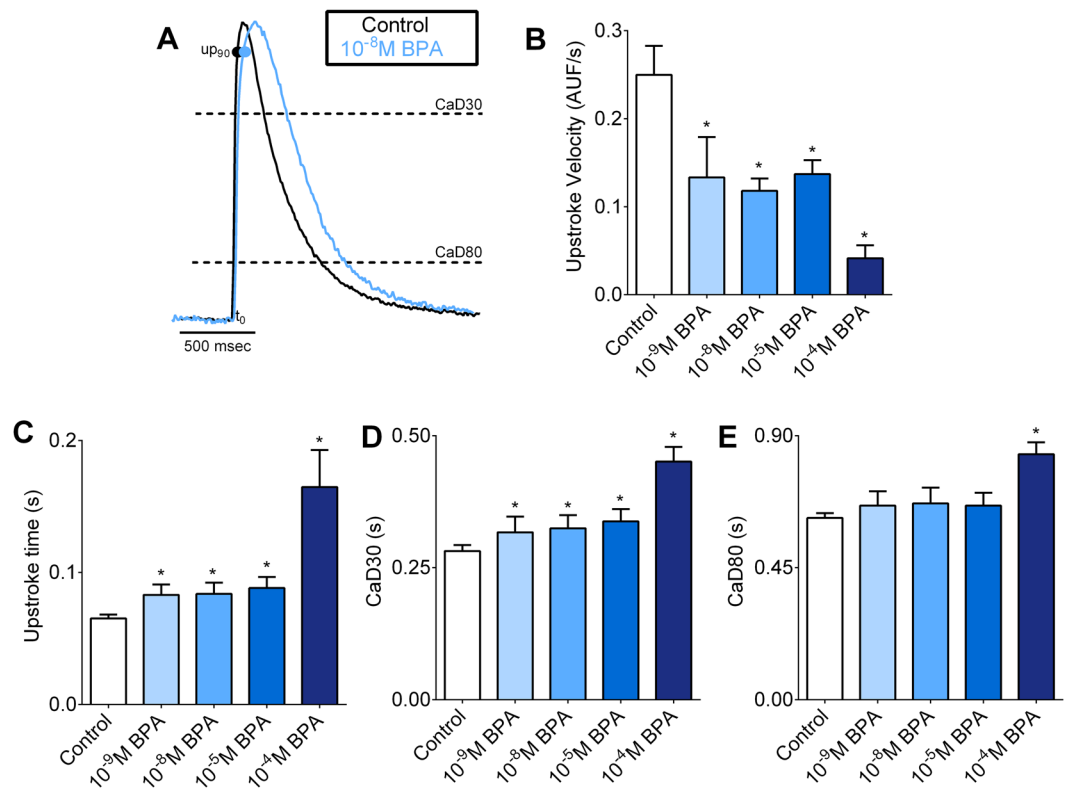 A
Control
10⁻⁸M BPA
up₉₀
CaD30
CaD80
t₀
500 msec
B
Upstroke Velocity (AUF/s)
0.3
0.2
0.1
0.0
*
*
*
*
Control
10⁻⁹M BPA
10⁻⁸M BPA
10⁻⁵M BPA
10⁻⁴M BPA
C
Upstroke time (s)
0.2
0.1
0.0
*
*
*
*
Control
10⁻⁹M BPA
10⁻⁸M BPA
10⁻⁵M BPA
10⁻⁴M BPA
D
CaD30 (s)
0.50
0.25
0.00
*
*
*
*
Control
10⁻⁹M BPA
10⁻⁸M BPA
10⁻⁵M BPA
10⁻⁴M BPA
E
CaD80 (s)
0.90
0.45
0.00
*
Control
10⁻⁹M BPA
10⁻⁸M BPA
10⁻⁵M BPA
10⁻⁴M BPA